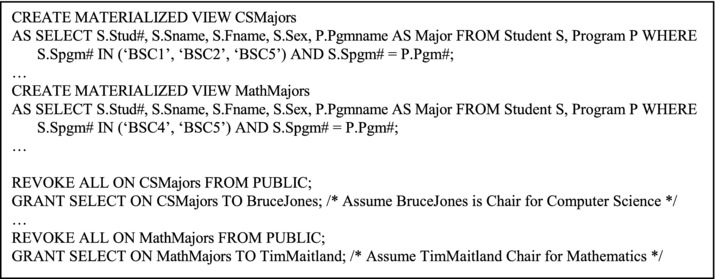 CREATE MATERIALIZED VIEW CSMajors
AS SELECT S.Stud#, S.Sname, S.Fname, S.Sex, P.Pgmname AS Major FROM Student S, Program P WHERE
S.Spgm# IN (‘BSC1’, ‘BSC2’, ‘BSC5’) AND S.Spgm# = P.Pgm#;
…
CREATE MATERIALIZED VIEW MathMajors
AS SELECT S.Stud#, S.Sname, S.Fname, S.Sex, P.Pgmname AS Major FROM Student S, Program P WHERE
S.Spgm# IN (‘BSC4’, ‘BSC5’) AND S.Spgm# = P.Pgm#;
…
REVOKE ALL ON CSMajors FROM PUBLIC;
GRANT SELECT ON CSMajors TO BruceJones; /* Assume BruceJones is Chair for Computer Science */
…
REVOKE ALL ON MathMajors FROM PUBLIC;
GRANT SELECT ON MathMajors TO TimMaitland; /* Assume TimMaitland Chair for Mathematics */